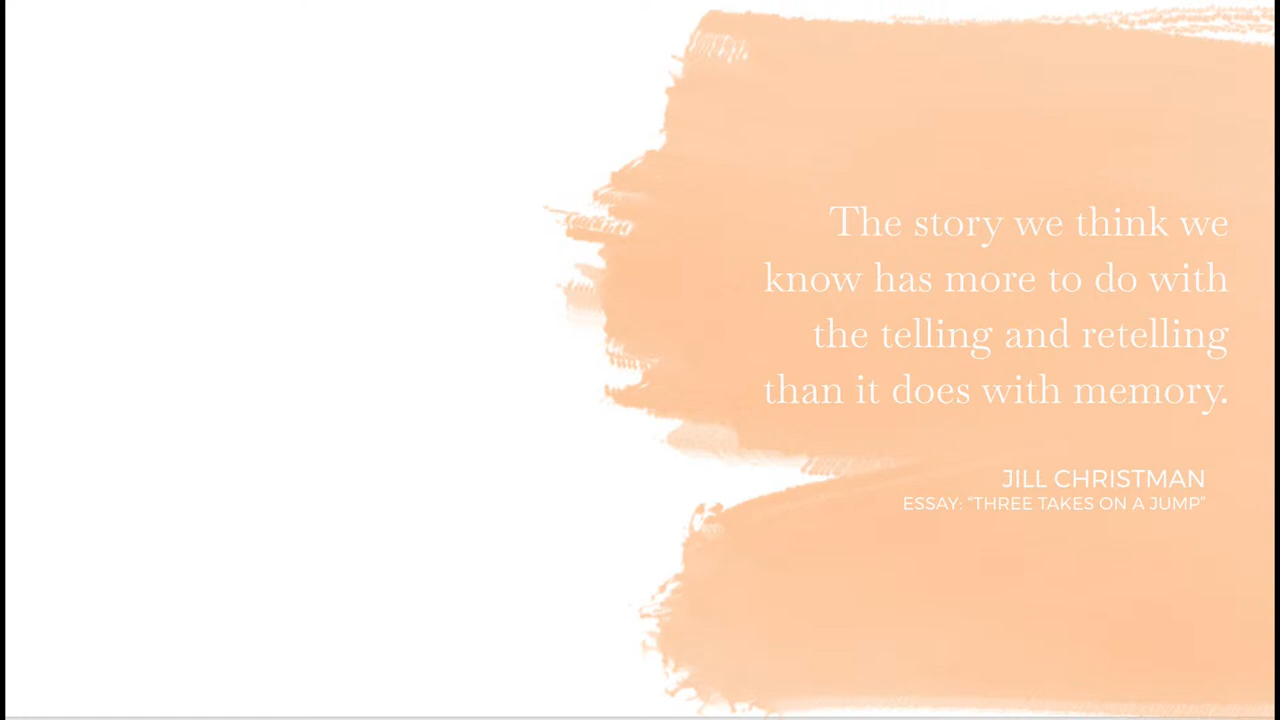 The story we think we
know has more to do with
the telling and retelling
than it does with memory.
JILL CHRISTMAN
ESSAY: “THREE TAKES ON A JUMP”